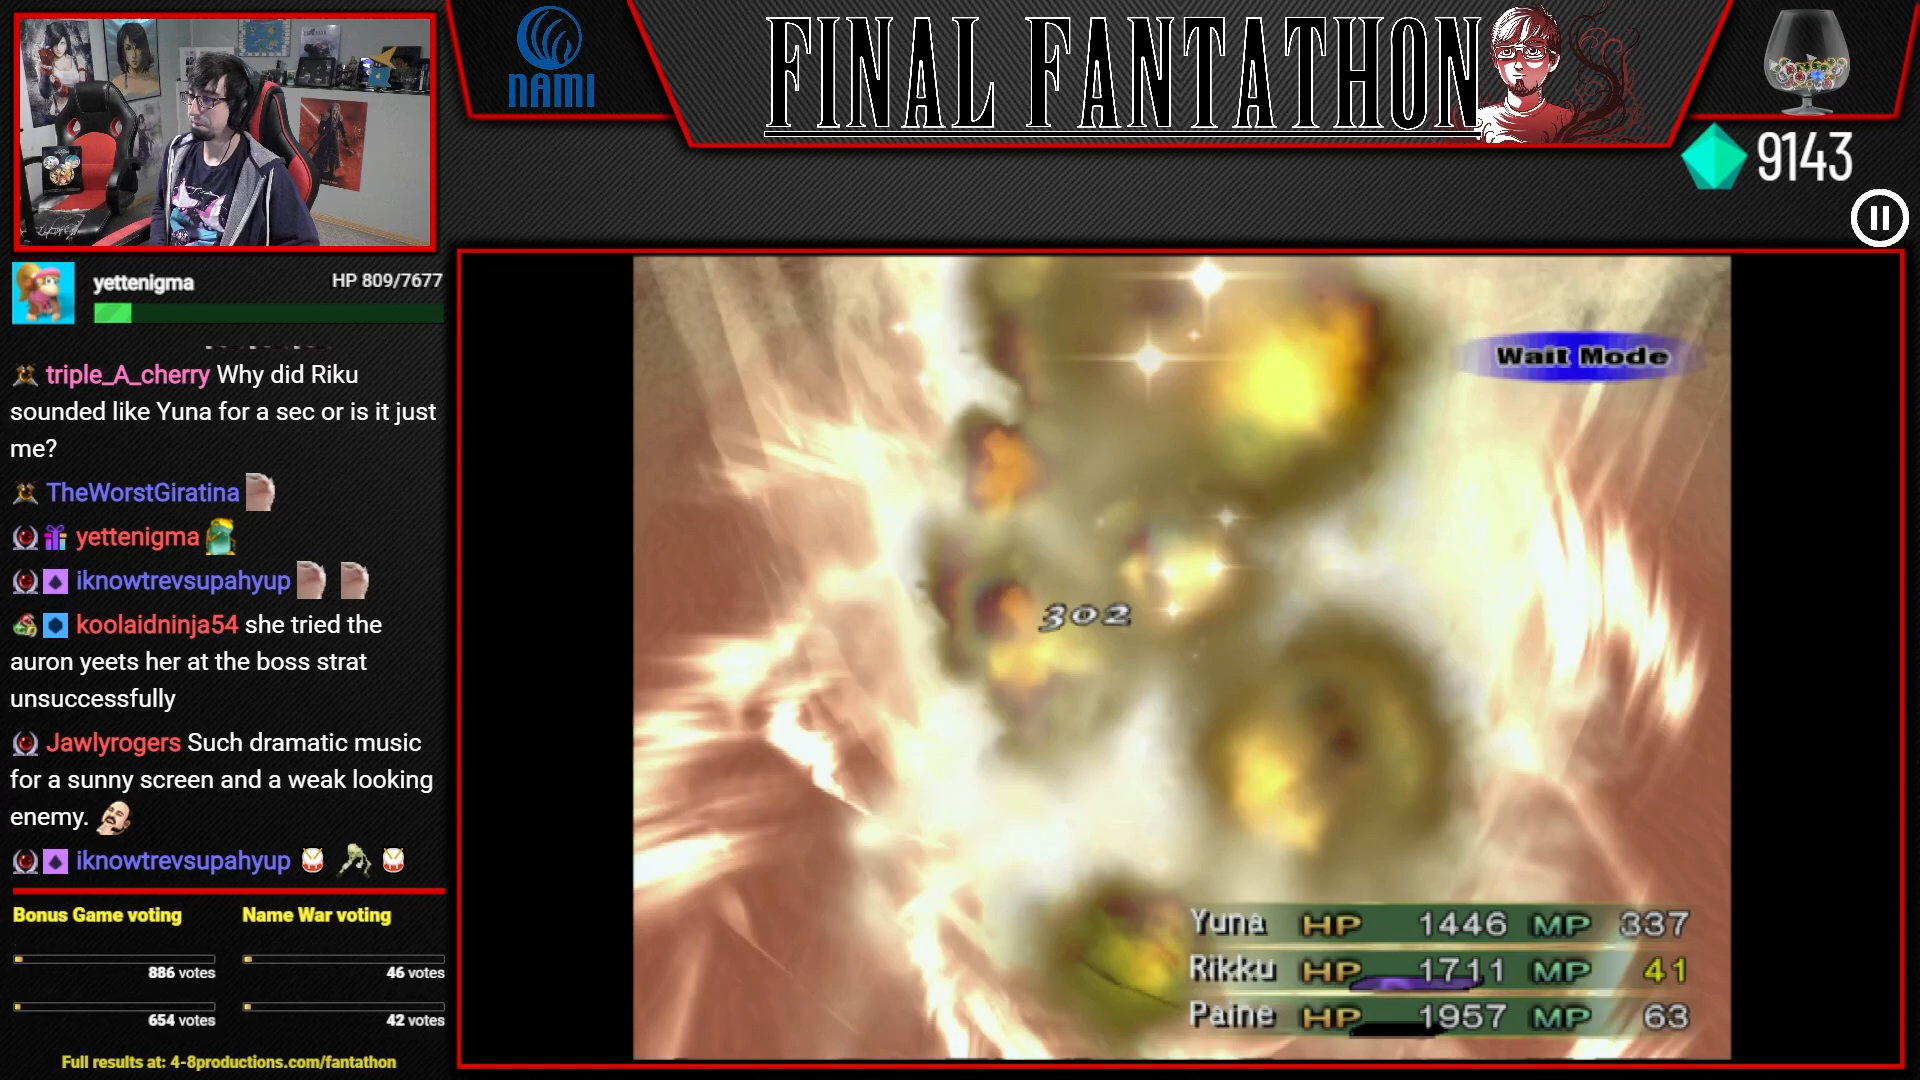 NAMI
FINAL FANTATHON
9143
yettenigma
HP 809/7677
triple_A_cherry Why did Riku
sounded like Yuna for a sec or is it just
me?
TheWorstGiratina
yettenigma
iknowtrevsupahyup
koolaidninja54 she tried the
auron yeets her at the boss strat
unsuccessfully
Jawlyrogers Such dramatic music
for a sunny screen and a weak looking
enemy.
iknowtrevsupahyup
Bonus Game voting
Name War voting
886 votes
46 votes
654 votes
42 votes
Full results at: 4-8productions.com/fantathon
Wait Mode
302
Yuna HP 1446 MP 337
Rikku HP 1711 MP 41
Paine HP 1957 MP 63